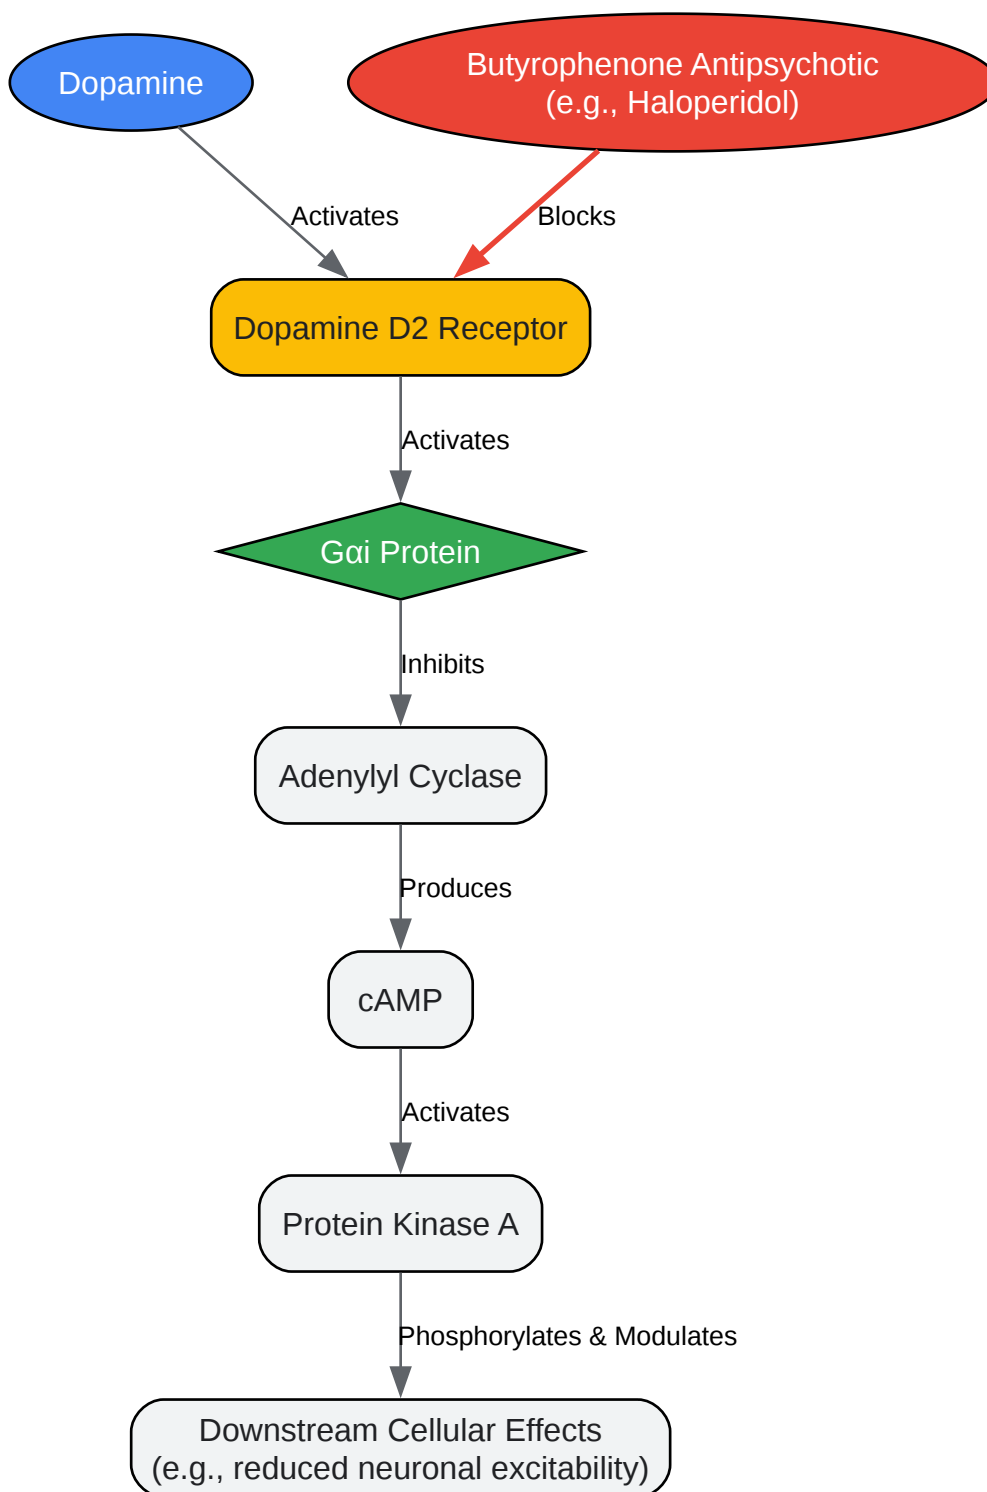 Dopamine
Butyrophenone Antipsychotic
(e.g., Haloperidol)
Activates
Blocks
Dopamine D2 Receptor
Activates
Gαi Protein
Inhibits
Adenylyl Cyclase
Produces
cAMP
Activates
Protein Kinase A
Phosphorylates & Modulates
Downstream Cellular Effects
(e.g., reduced neuronal excitability)